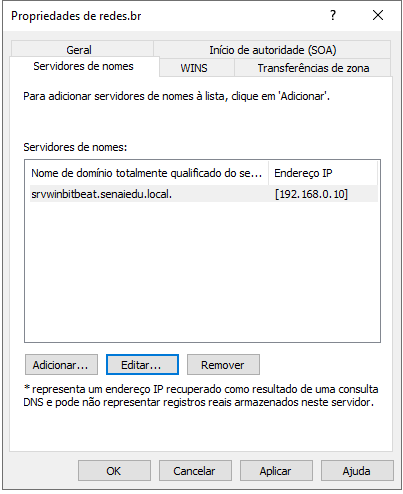 Propriedades de redes.br
?
Geral
Início de autoridade (SOA)
Servidores de nomes
WINS
Transferências de zona
Para adicionar servidores de nomes à lista, clique em 'Adicionar'.
Servidores de nomes:
Nome de domínio totalmente qualificado do se...
Endereço IP
srvwinbitbeat.senaiedu.local.
[192.168.0.10]
Adicionar...
Editar...
Remover
* representa um endereço IP recuperado como resultado de uma consulta
DNS e pode não representar registros reais armazenados neste servidor.
OK
Cancelar
Aplicar
Ajuda